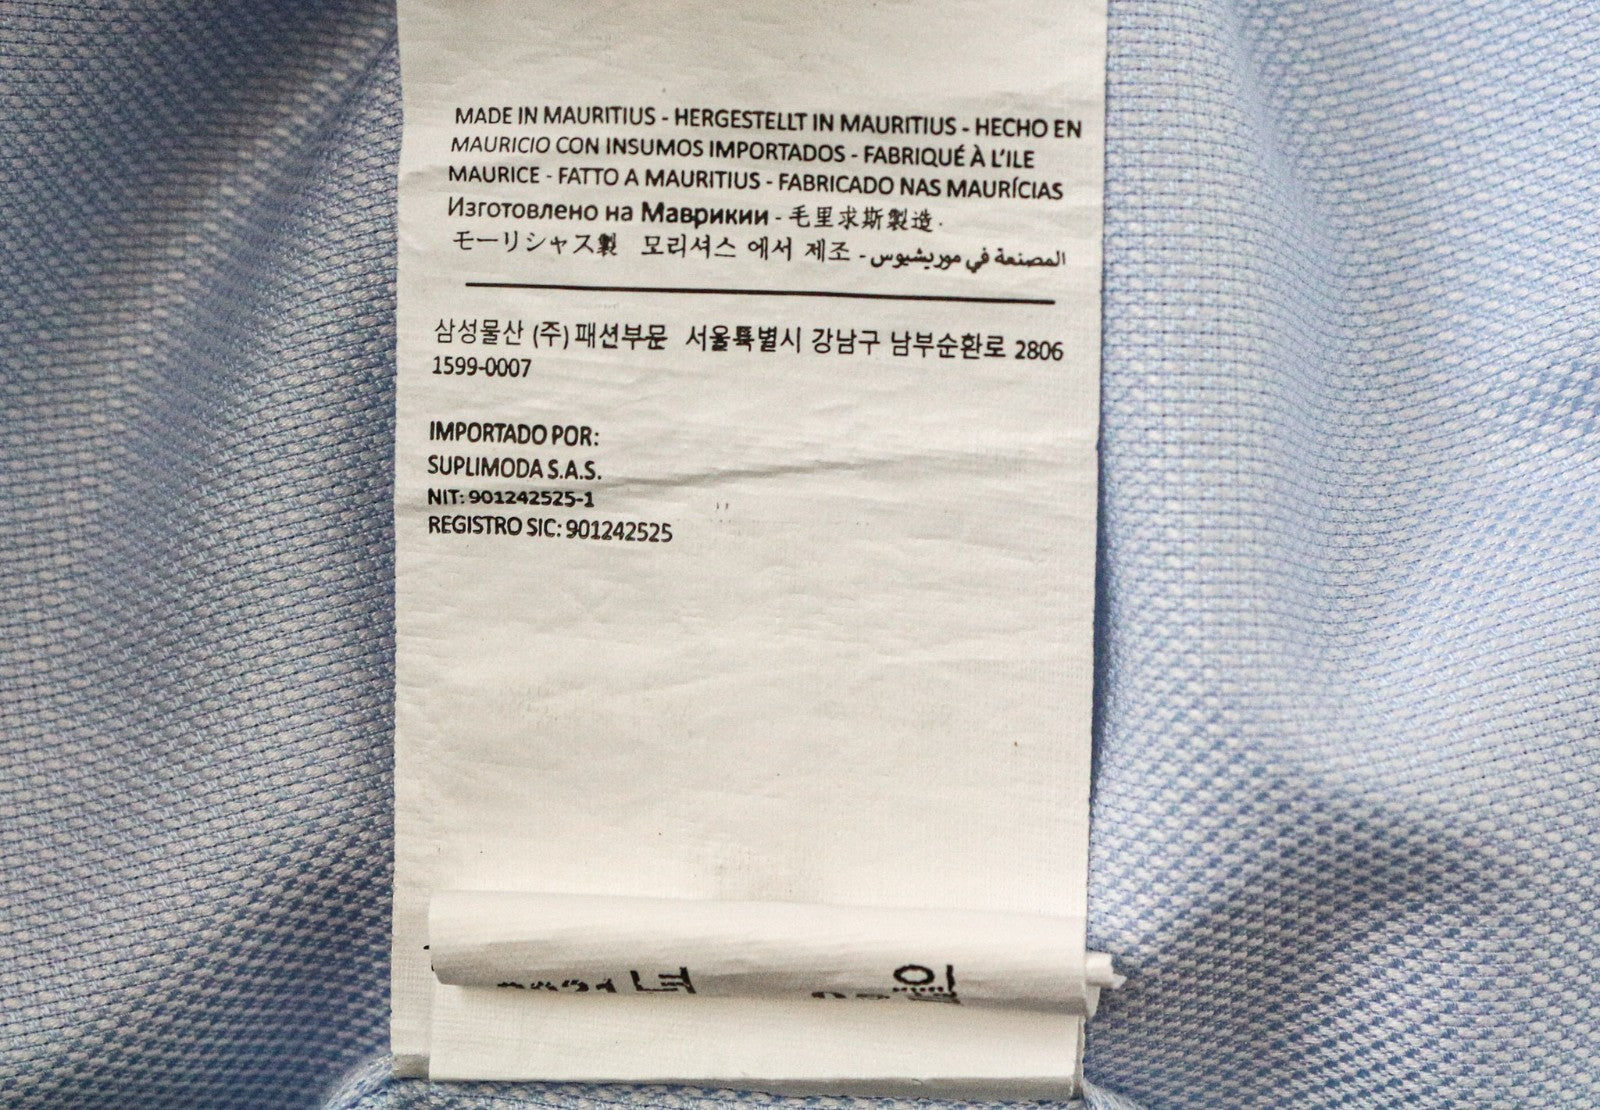 MADE IN MAURITIUS - HERGESTELLT IN MAURITIUS - HECHO EN
MAURICIO CON INSUMOS IMPORTADOS - FABRIQUÉ À L'ILE
MAURICE - FATTO A MAURITIUS - FABRICADO NAS MAURÍCIAS
Изготовлено на Маврикии - 毛里求斯製造 .
モーリシャス製 모리셔스 에서 제조 - المصنعة في موريشيوس
삼성물산 (주) 패션부문 서울특별시 강남구 남부순환로 2806
1599-0007
IMPORTADO POR:
SUPLIMODA S.A.S.
NIT: 901242525-1
REGISTRO SIC: 901242525